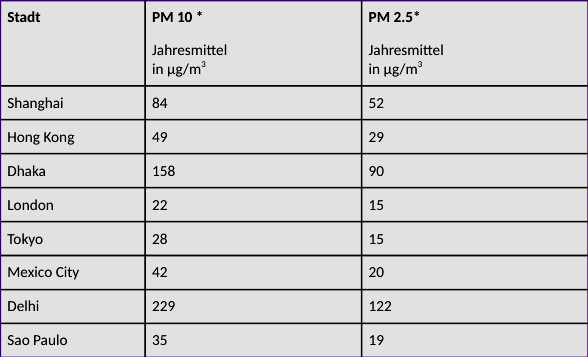 Stadt PM 10 * PM 2.5*
Jahresmittel Jahresmittel
in µg/m³ in µg/m³
Shanghai 84 52
Hong Kong 49 29
Dhaka 158 90
London 22 15
Tokyo 28 15
Mexico City 42 20
Delhi 229 122
Sao Paulo 35 19